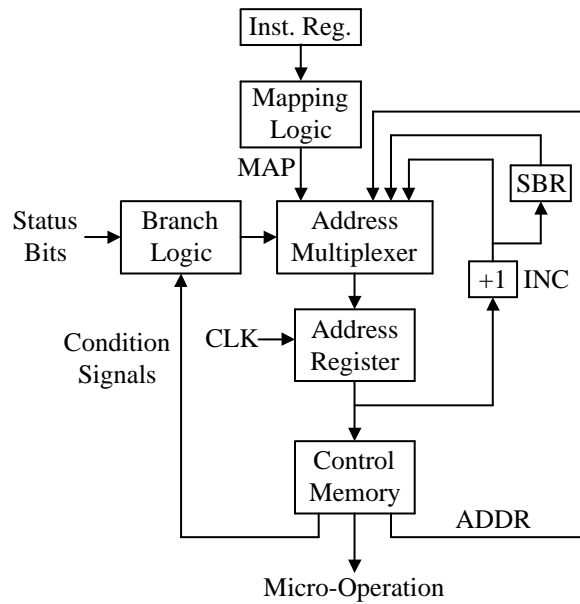 Inst. Reg.
Mapping
Logic
MAP
SBR
Status
Bits
Branch
Logic
Address
Multiplexer
+1
INC
Condition
Signals
CLK
Address
Register
Control
Memory
ADDR
Micro-Operation